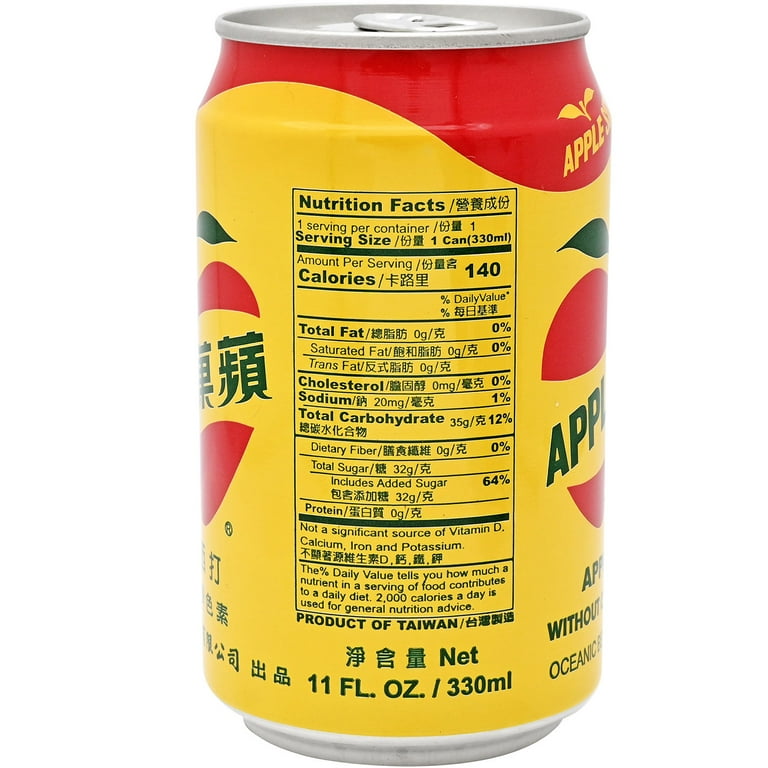 APPLE
Nutrition Facts/營養成份
1 serving per container/份量 1
Serving Size/份量 1 Can(330ml)
Amount Per Serving/份量含
Calories/卡路里 140
% DailyValue*
% 每日基準
Total Fat/總脂肪 0g/克 0%
Saturated Fat/飽和脂肪 0g/克 0%
Trans Fat/反式脂肪 0g/克
Cholesterol/膽固醇 0mg/毫克 0%
Sodium/鈉 20mg/毫克 1%
Total Carbohydrate 35g/克 12%
總碳水化合物
Dietary Fiber/膳食纖維 0g/克 0%
Total Sugar/糖 32g/克
Includes Added Sugar 64%
包含添加糖 32g/克
Protein/蛋白質 0g/克
Not a significant source of Vitamin D,
Calcium, Iron and Potassium.
不顯著源維生素D,鈣,鐵,鉀
The% Daily Value tells you how much a
nutrient in a serving of food contributes
to a daily diet. 2,000 calories a day is
used for general nutrition advice.
PRODUCT OF TAIWAN/台灣製造
淨含量 Net
11 FL. OZ. / 330ml
蘋
®
打
色素
限公司 出品
WITHOUT
OCEANIC